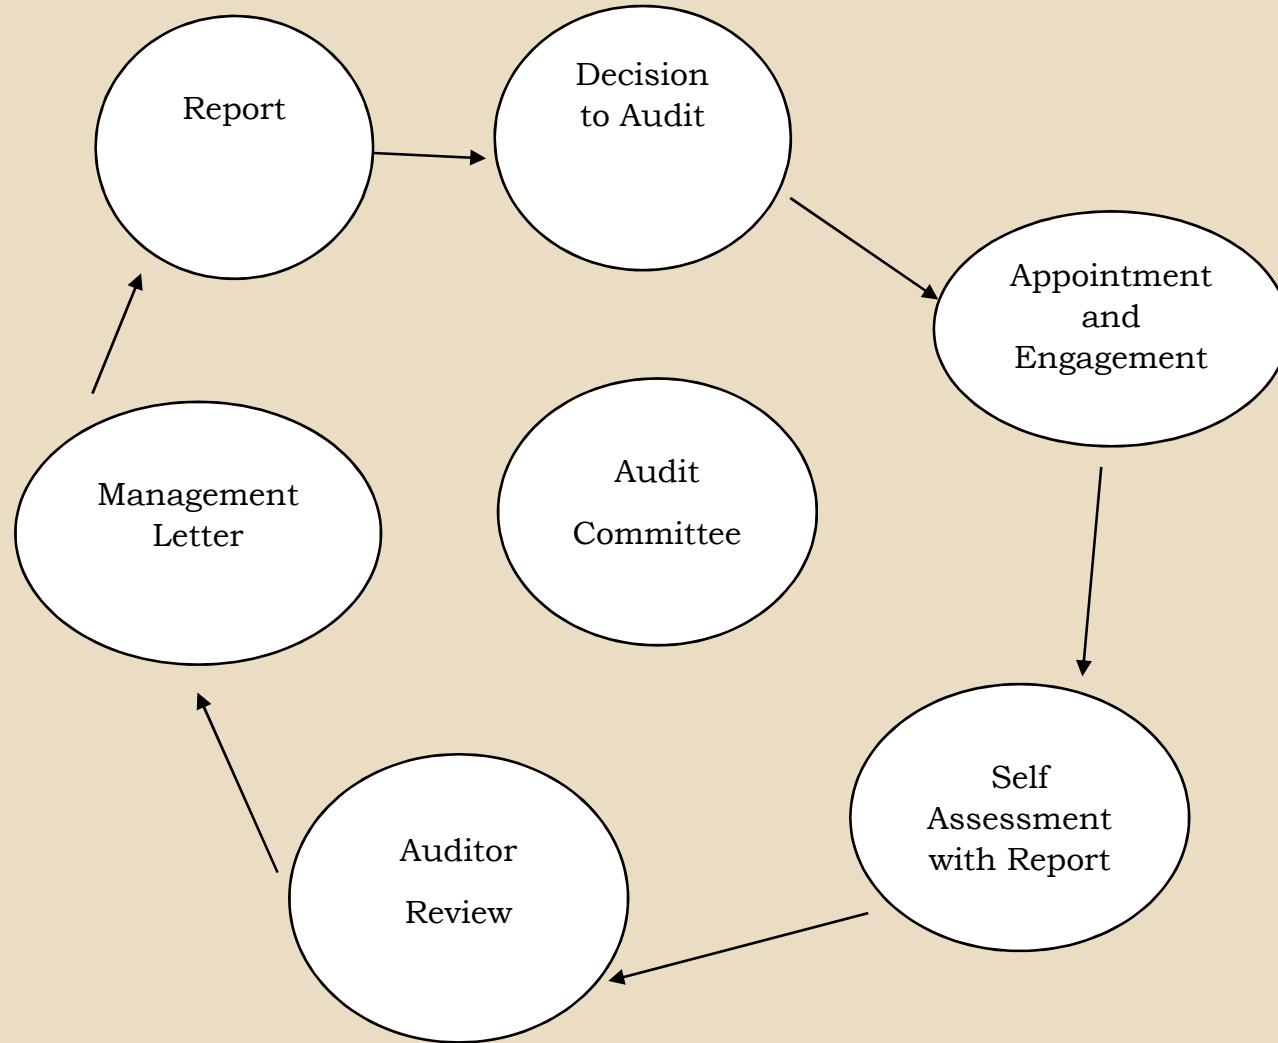 Report
Decision
to Audit
Appointment
and
Engagement
Audit
Committee
Management
Letter
Self
Assessment
with Report
Auditor
Review